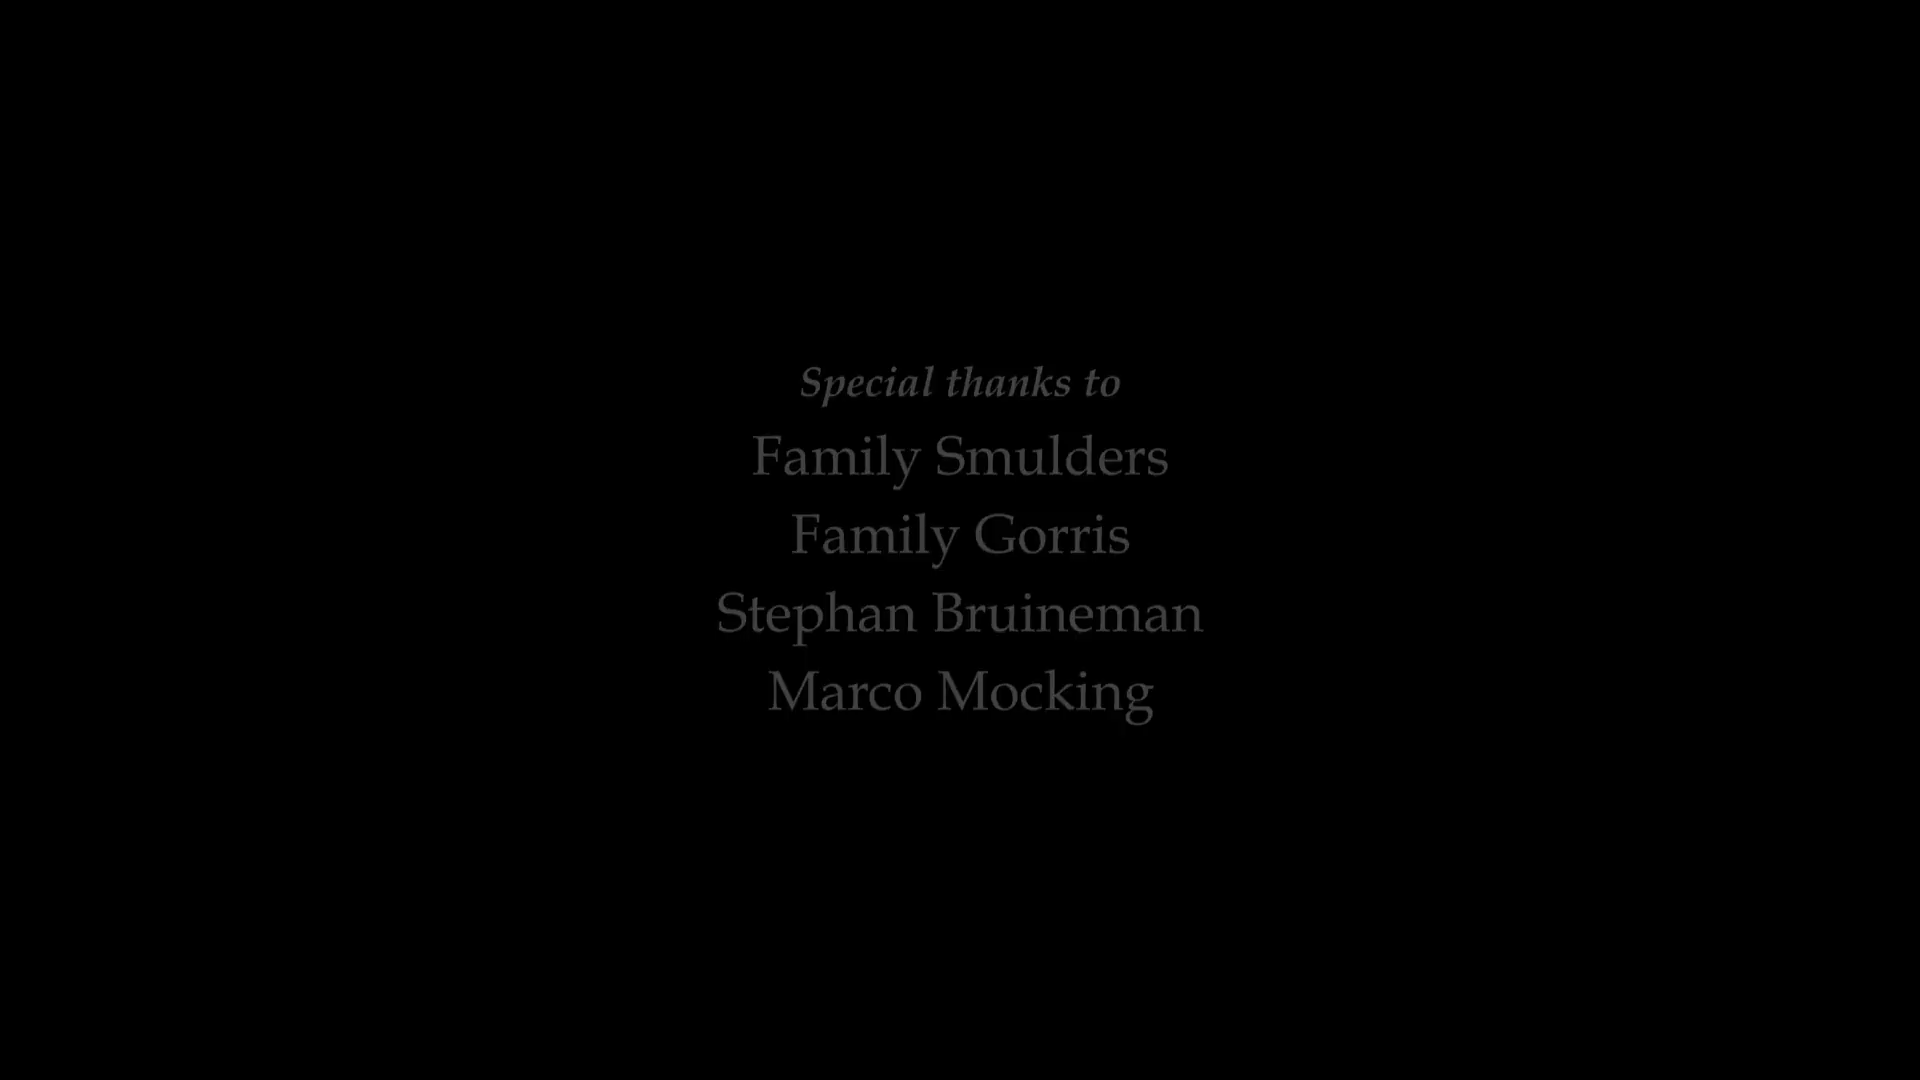 Special thanks to
Family Smulders
Family Gorris
Stephan Bruineman
Marco Mocking